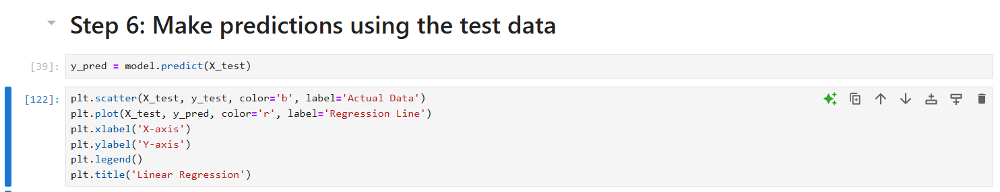 Step 6: Make predictions using the test data
[39]: y_pred = model.predict(X_test)
[122]: plt.scatter(X_test, y_test, color='b', label='Actual Data')
plt.plot(X_test, y_pred, color='r', label='Regression Line')
plt.xlabel('X-axis')
plt.ylabel('Y-axis')
plt.legend()
plt.title('Linear Regression')